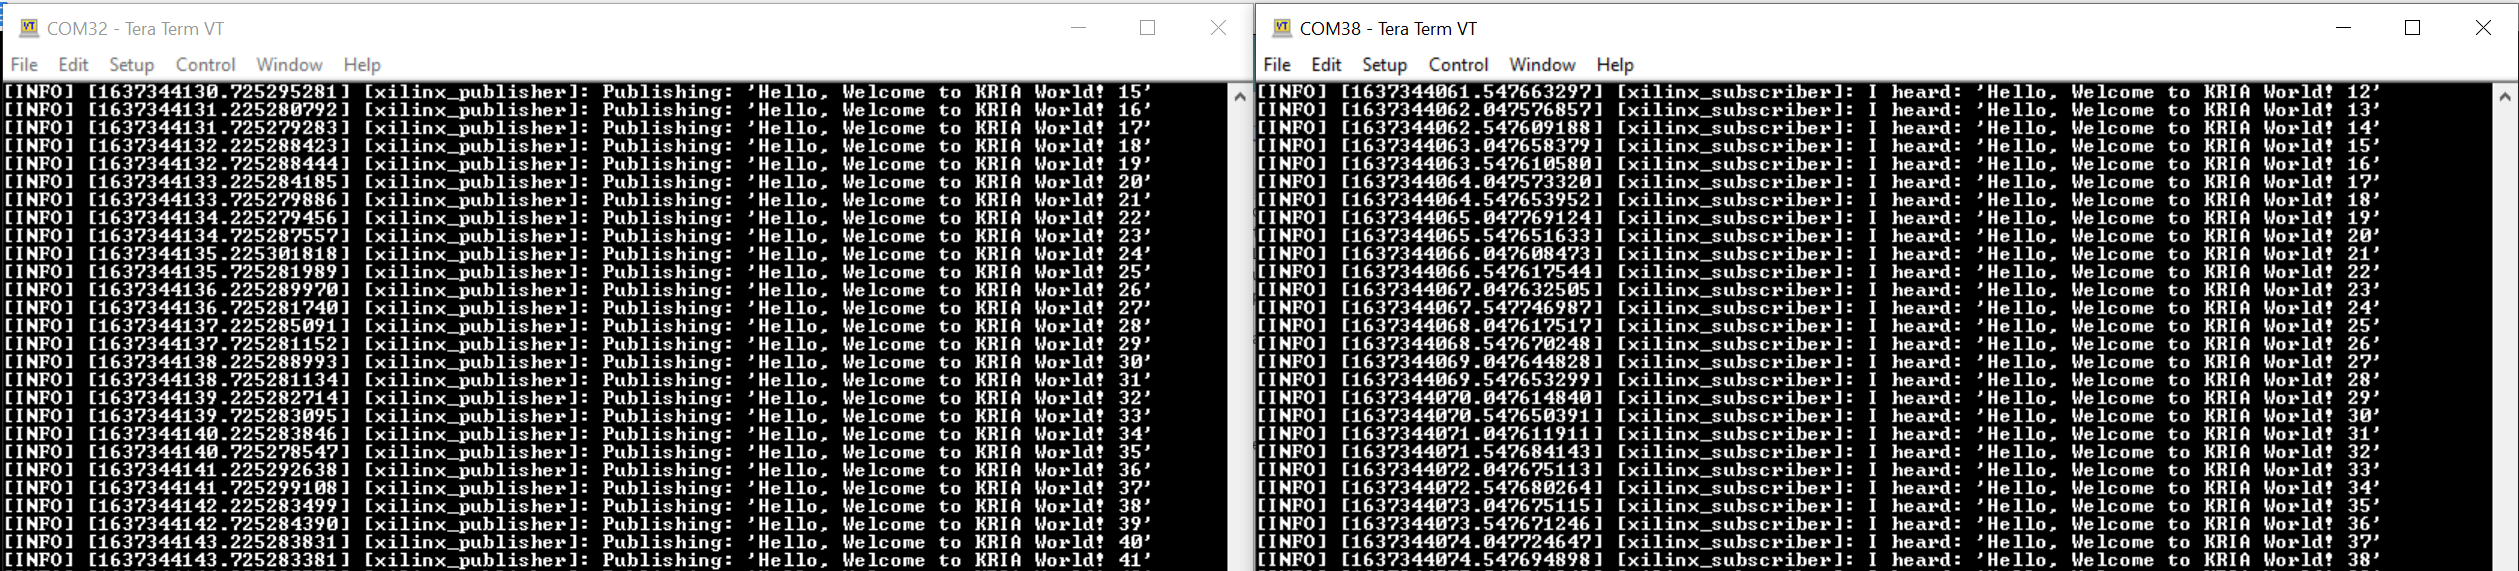 COM32 - Tera Term VT
File Edit Setup Control Window Help
[INFO] [1637344130.725295281] [xilinx_publisher]: Publishing: 'Hello, Welcome to KRIA World! 15'
[INFO] [1637344131.225280792] [xilinx_publisher]: Publishing: 'Hello, Welcome to KRIA World! 16'
[INFO] [1637344131.725279283] [xilinx_publisher]: Publishing: 'Hello, Welcome to KRIA World! 17'
[INFO] [1637344132.225288423] [xilinx_publisher]: Publishing: 'Hello, Welcome to KRIA World! 18'
[INFO] [1637344132.725288444] [xilinx_publisher]: Publishing: 'Hello, Welcome to KRIA World! 19'
[INFO] [1637344133.225284185] [xilinx_publisher]: Publishing: 'Hello, Welcome to KRIA World! 20'
[INFO] [1637344133.725279886] [xilinx_publisher]: Publishing: 'Hello, Welcome to KRIA World! 21'
[INFO] [1637344134.225279456] [xilinx_publisher]: Publishing: 'Hello, Welcome to KRIA World! 22'
[INFO] [1637344134.725287557] [xilinx_publisher]: Publishing: 'Hello, Welcome to KRIA World! 23'
[INFO] [1637344135.225301818] [xilinx_publisher]: Publishing: 'Hello, Welcome to KRIA World! 24'
[INFO] [1637344135.725281989] [xilinx_publisher]: Publishing: 'Hello, Welcome to KRIA World! 25'
[INFO] [1637344136.225289970] [xilinx_publisher]: Publishing: 'Hello, Welcome to KRIA World! 26'
[INFO] [1637344136.725281740] [xilinx_publisher]: Publishing: 'Hello, Welcome to KRIA World! 27'
[INFO] [1637344137.225285091] [xilinx_publisher]: Publishing: 'Hello, Welcome to KRIA World! 28'
[INFO] [1637344137.725281152] [xilinx_publisher]: Publishing: 'Hello, Welcome to KRIA World! 29'
[INFO] [1637344138.225288993] [xilinx_publisher]: Publishing: 'Hello, Welcome to KRIA World! 30'
[INFO] [1637344138.725281134] [xilinx_publisher]: Publishing: 'Hello, Welcome to KRIA World! 31'
[INFO] [1637344139.225282714] [xilinx_publisher]: Publishing: 'Hello, Welcome to KRIA World! 32'
[INFO] [1637344139.725283095] [xilinx_publisher]: Publishing: 'Hello, Welcome to KRIA World! 33'
[INFO] [1637344140.225283846] [xilinx_publisher]: Publishing: 'Hello, Welcome to KRIA World! 34'
[INFO] [1637344140.725278547] [xilinx_publisher]: Publishing: 'Hello, Welcome to KRIA World! 35'
[INFO] [1637344141.225292638] [xilinx_publisher]: Publishing: 'Hello, Welcome to KRIA World! 36'
[INFO] [1637344141.725299108] [xilinx_publisher]: Publishing: 'Hello, Welcome to KRIA World! 37'
[INFO] [1637344142.225283499] [xilinx_publisher]: Publishing: 'Hello, Welcome to KRIA World! 38'
[INFO] [1637344142.725284390] [xilinx_publisher]: Publishing: 'Hello, Welcome to KRIA World! 39'
[INFO] [1637344143.225283831] [xilinx_publisher]: Publishing: 'Hello, Welcome to KRIA World! 40'
[INFO] [1637344143.725283381] [xilinx_publisher]: Publishing: 'Hello, Welcome to KRIA World! 41'
COM38 - Tera Term VT
File Edit Setup Control Window Help
[INFO] [1637344061.547663297] [xilinx_subscriber]: I heard: 'Hello, Welcome to KRIA World! 12'
[INFO] [1637344062.047576857] [xilinx_subscriber]: I heard: 'Hello, Welcome to KRIA World! 13'
[INFO] [1637344062.547609188] [xilinx_subscriber]: I heard: 'Hello, Welcome to KRIA World! 14'
[INFO] [1637344063.047658379] [xilinx_subscriber]: I heard: 'Hello, Welcome to KRIA World! 15'
[INFO] [1637344063.547610580] [xilinx_subscriber]: I heard: 'Hello, Welcome to KRIA World! 16'
[INFO] [1637344064.047573320] [xilinx_subscriber]: I heard: 'Hello, Welcome to KRIA World! 17'
[INFO] [1637344064.547653952] [xilinx_subscriber]: I heard: 'Hello, Welcome to KRIA World! 18'
[INFO] [1637344065.047769124] [xilinx_subscriber]: I heard: 'Hello, Welcome to KRIA World! 19'
[INFO] [1637344065.547651633] [xilinx_subscriber]: I heard: 'Hello, Welcome to KRIA World! 20'
[INFO] [1637344066.047608473] [xilinx_subscriber]: I heard: 'Hello, Welcome to KRIA World! 21'
[INFO] [1637344066.547617544] [xilinx_subscriber]: I heard: 'Hello, Welcome to KRIA World! 22'
[INFO] [1637344067.047632505] [xilinx_subscriber]: I heard: 'Hello, Welcome to KRIA World! 23'
[INFO] [1637344067.547746987] [xilinx_subscriber]: I heard: 'Hello, Welcome to KRIA World! 24'
[INFO] [1637344068.047617517] [xilinx_subscriber]: I heard: 'Hello, Welcome to KRIA World! 25'
[INFO] [1637344068.547670248] [xilinx_subscriber]: I heard: 'Hello, Welcome to KRIA World! 26'
[INFO] [1637344069.047644828] [xilinx_subscriber]: I heard: 'Hello, Welcome to KRIA World! 27'
[INFO] [1637344069.547653299] [xilinx_subscriber]: I heard: 'Hello, Welcome to KRIA World! 28'
[INFO] [1637344070.047614840] [xilinx_subscriber]: I heard: 'Hello, Welcome to KRIA World! 29'
[INFO] [1637344070.547650391] [xilinx_subscriber]: I heard: 'Hello, Welcome to KRIA World! 30'
[INFO] [1637344071.047611911] [xilinx_subscriber]: I heard: 'Hello, Welcome to KRIA World! 31'
[INFO] [1637344071.547684143] [xilinx_subscriber]: I heard: 'Hello, Welcome to KRIA World! 32'
[INFO] [1637344072.047675113] [xilinx_subscriber]: I heard: 'Hello, Welcome to KRIA World! 33'
[INFO] [1637344072.547680264] [xilinx_subscriber]: I heard: 'Hello, Welcome to KRIA World! 34'
[INFO] [1637344073.047675115] [xilinx_subscriber]: I heard: 'Hello, Welcome to KRIA World! 35'
[INFO] [1637344073.547671246] [xilinx_subscriber]: I heard: 'Hello, Welcome to KRIA World! 36'
[INFO] [1637344074.047724647] [xilinx_subscriber]: I heard: 'Hello, Welcome to KRIA World! 37'
[INFO] [1637344074.547694898] [xilinx_subscriber]: I heard: 'Hello, Welcome to KRIA World! 38'